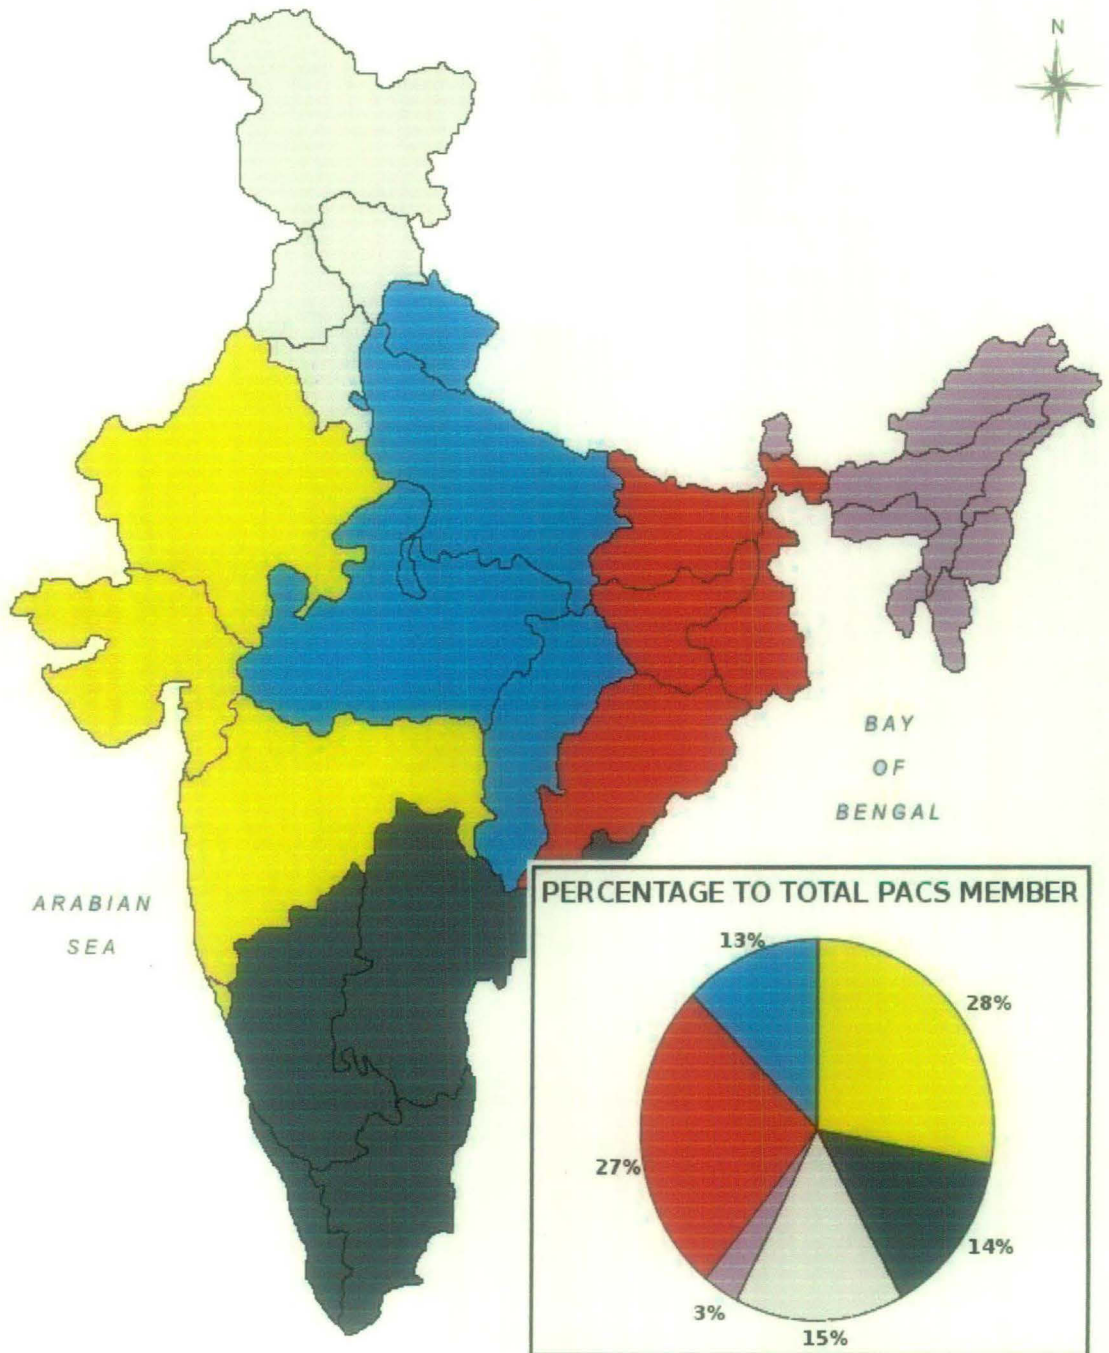 N
BAY
OF
BENGAL
ARABIAN
SEA
PERCENTAGE TO TOTAL PACS MEMBER
13%
28%
27%
14%
3%
15%